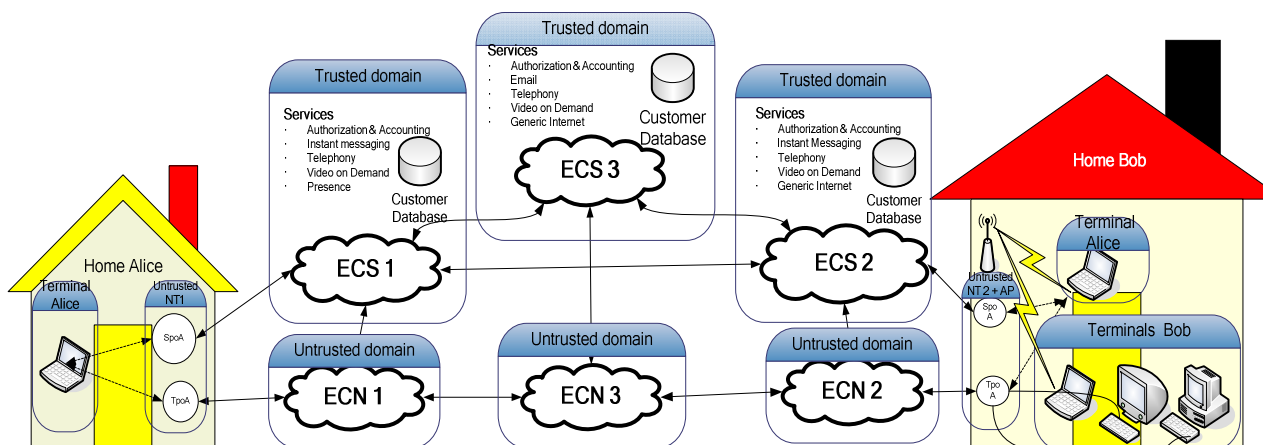 Trusted domain
Services
· Authorization & Accounting
· Email
· Telephony
· Video on Demand
· Generic Internet
Customer
Database
ECS 3
Trusted domain
Services
· Authorization & Accounting
· Instant messaging
· Telephony
· Video on Demand
· Presence
Customer
Database
ECS 1
Trusted domain
Services
· Authorization & Accounting
· Instant Messaging
· Telephony
· Video on Demand
· Generic Internet
Customer
Database
ECS 2
Home Alice
Terminal
Alice
Untrusted
NT1
SpoA
TpoA
Untrusted domain
ECN 1
Untrusted domain
ECN 3
Untrusted domain
ECN 2
Home Bob
Terminal
Alice
Untrusted
NT 2 + AP
Spo
A
Tpo
A
Terminals Bob